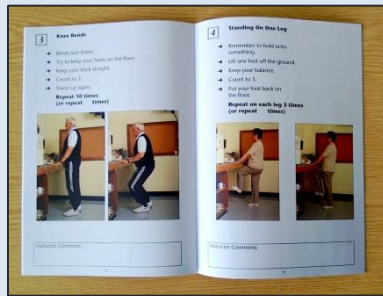 3
Knee Bends
→ Bend your knees.
→ Try to keep your heels on the floor.
→ Keep your back straight.
→ Count to 3.
→ Stand up again.
Repeat 10 times
(or repeat times)
Instructor Comments:
4
Standing On One Leg
→ Remember to hold onto
something.
→ Lift one foot off the ground.
→ Keep your balance.
→ Count to 3.
→ Put your foot back on
the floor.
Repeat on each leg 5 times
(or repeat times)
Instructor Comments: